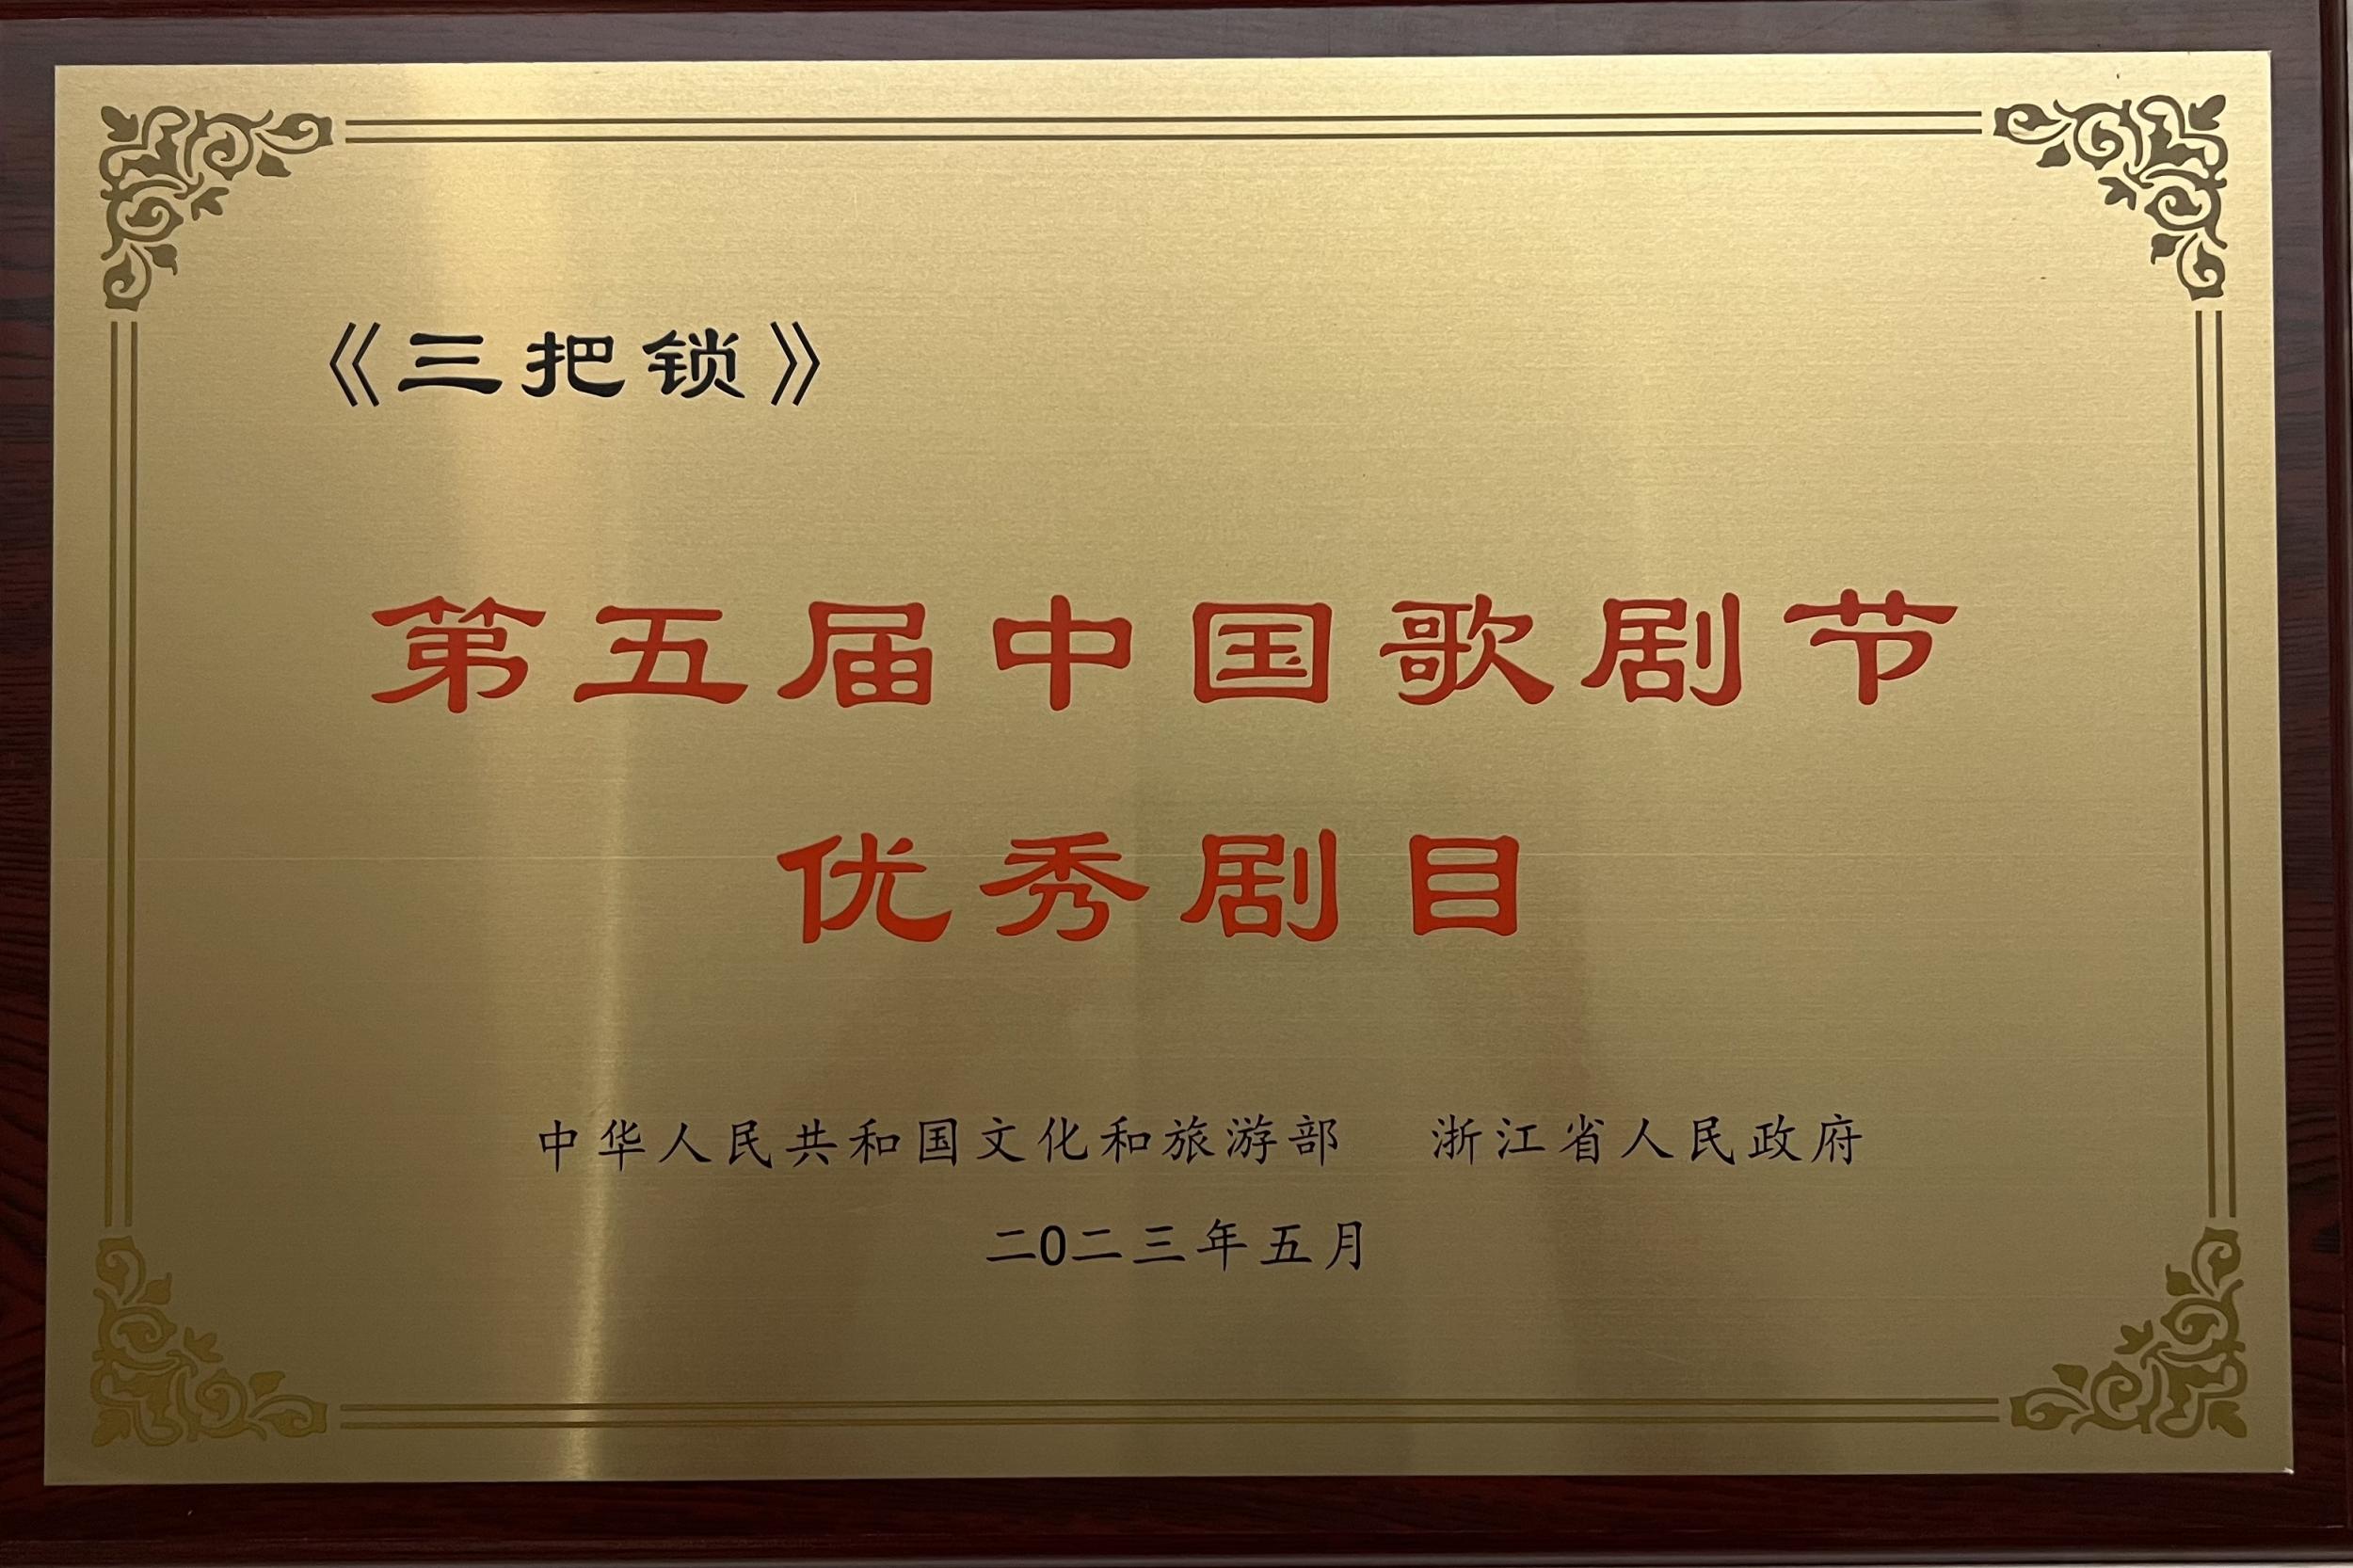 《三把锁》
第五届中国歌剧节
优秀剧目
中华人民共和国文化和旅游部 浙江省人民政府
二0二三年五月